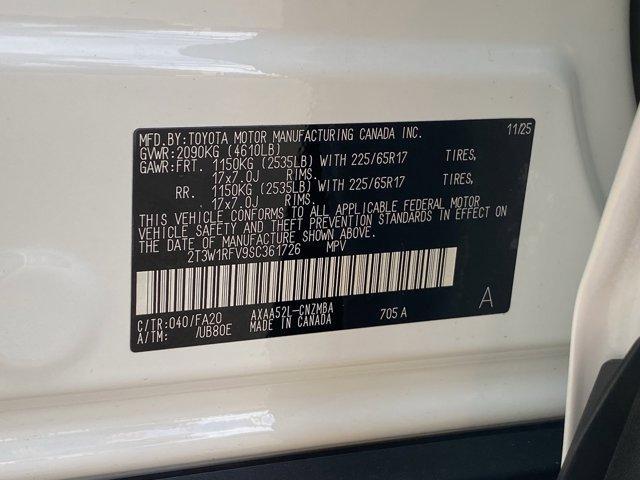 MFD. BY: TOYOTA MOTOR MANUFACTURING CANADA INC. 11/25
GVWR: 2090KG (4610LB)
GAWR: FRT. 1150KG (2535LB) WITH 225/65R17 TIRES,
17x7.0J RIMS.
RR. 1150KG (2535LB) WITH 225/65R17 TIRES,
17x7.0J RIMS.
THIS VEHICLE CONFORMS TO ALL APPLICABLE FEDERAL MOTOR
VEHICLE SAFETY AND THEFT PREVENTION STANDARDS IN EFFECT ON
THE DATE OF MANUFACTURE SHOWN ABOVE.
2T3W1RFV9SC361726 MPV
C/TR: 040/FA20 AXAA52L-CNZMBA 705 A A
A/TM: /UB80E MADE IN CANADA